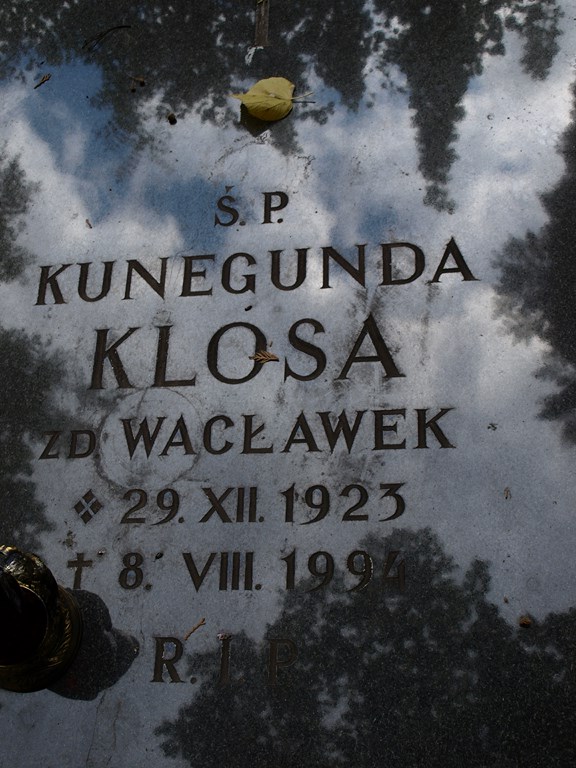 Ś. P.
KUNEGUNDA
KLOSA
ZD WACŁAWEK
29. XII. 1923
† 8. VIII. 1994
R. I. P.